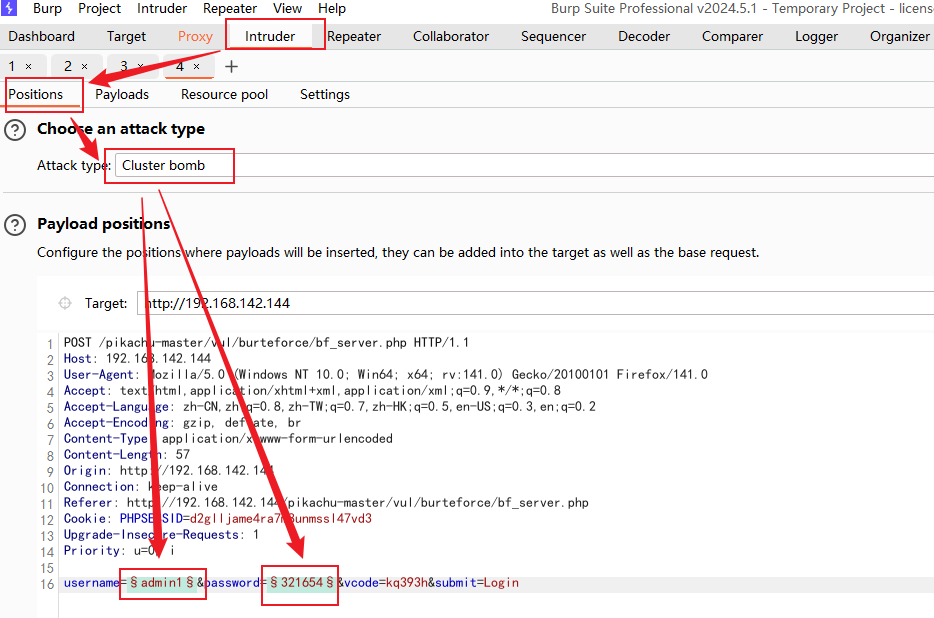 Burp Project Intruder Repeater View Help Burp Suite Professional v2024.5.1 - Temporary Project - licens
Dashboard Target Proxy Intruder Repeater Collaborator Sequencer Decoder Comparer Logger Organizer
1 × 2 × 3 × 4 × +
Positions Payloads Resource pool Settings
? Choose an attack type
Attack type: Cluster bomb
? Payload positions
Configure the positions where payloads will be inserted, they can be added into the target as well as the base request.
Target: http://192.168.142.144
1 POST /pikachu-master/vul/burteforce/bf_server.php HTTP/1.1
2 Host: 192.168.142.144
3 User-Agent: Mozilla/5.0 (Windows NT 10.0; Win64; x64; rv:141.0) Gecko/20100101 Firefox/141.0
4 Accept: text/html,application/xhtml+xml,application/xml;q=0.9,*/*;q=0.8
5 Accept-Language: zh-CN,zh;q=0.8,zh-TW;q=0.7,zh-HK;q=0.5,en-US;q=0.3,en;q=0.2
6 Accept-Encoding: gzip, deflate, br
7 Content-Type: application/x-www-form-urlencoded
8 Content-Length: 57
9 Origin: http://192.168.142.144
10 Connection: keep-alive
11 Referer: http://192.168.142.144/pikachu-master/vul/burteforce/bf_server.php
12 Cookie:
13 Upgrade-Insecure-Requests: 1
14 Priority: u=0, i
15
16 username=§admin1§&password=§321654§&vcode=kq393h&submit=Login